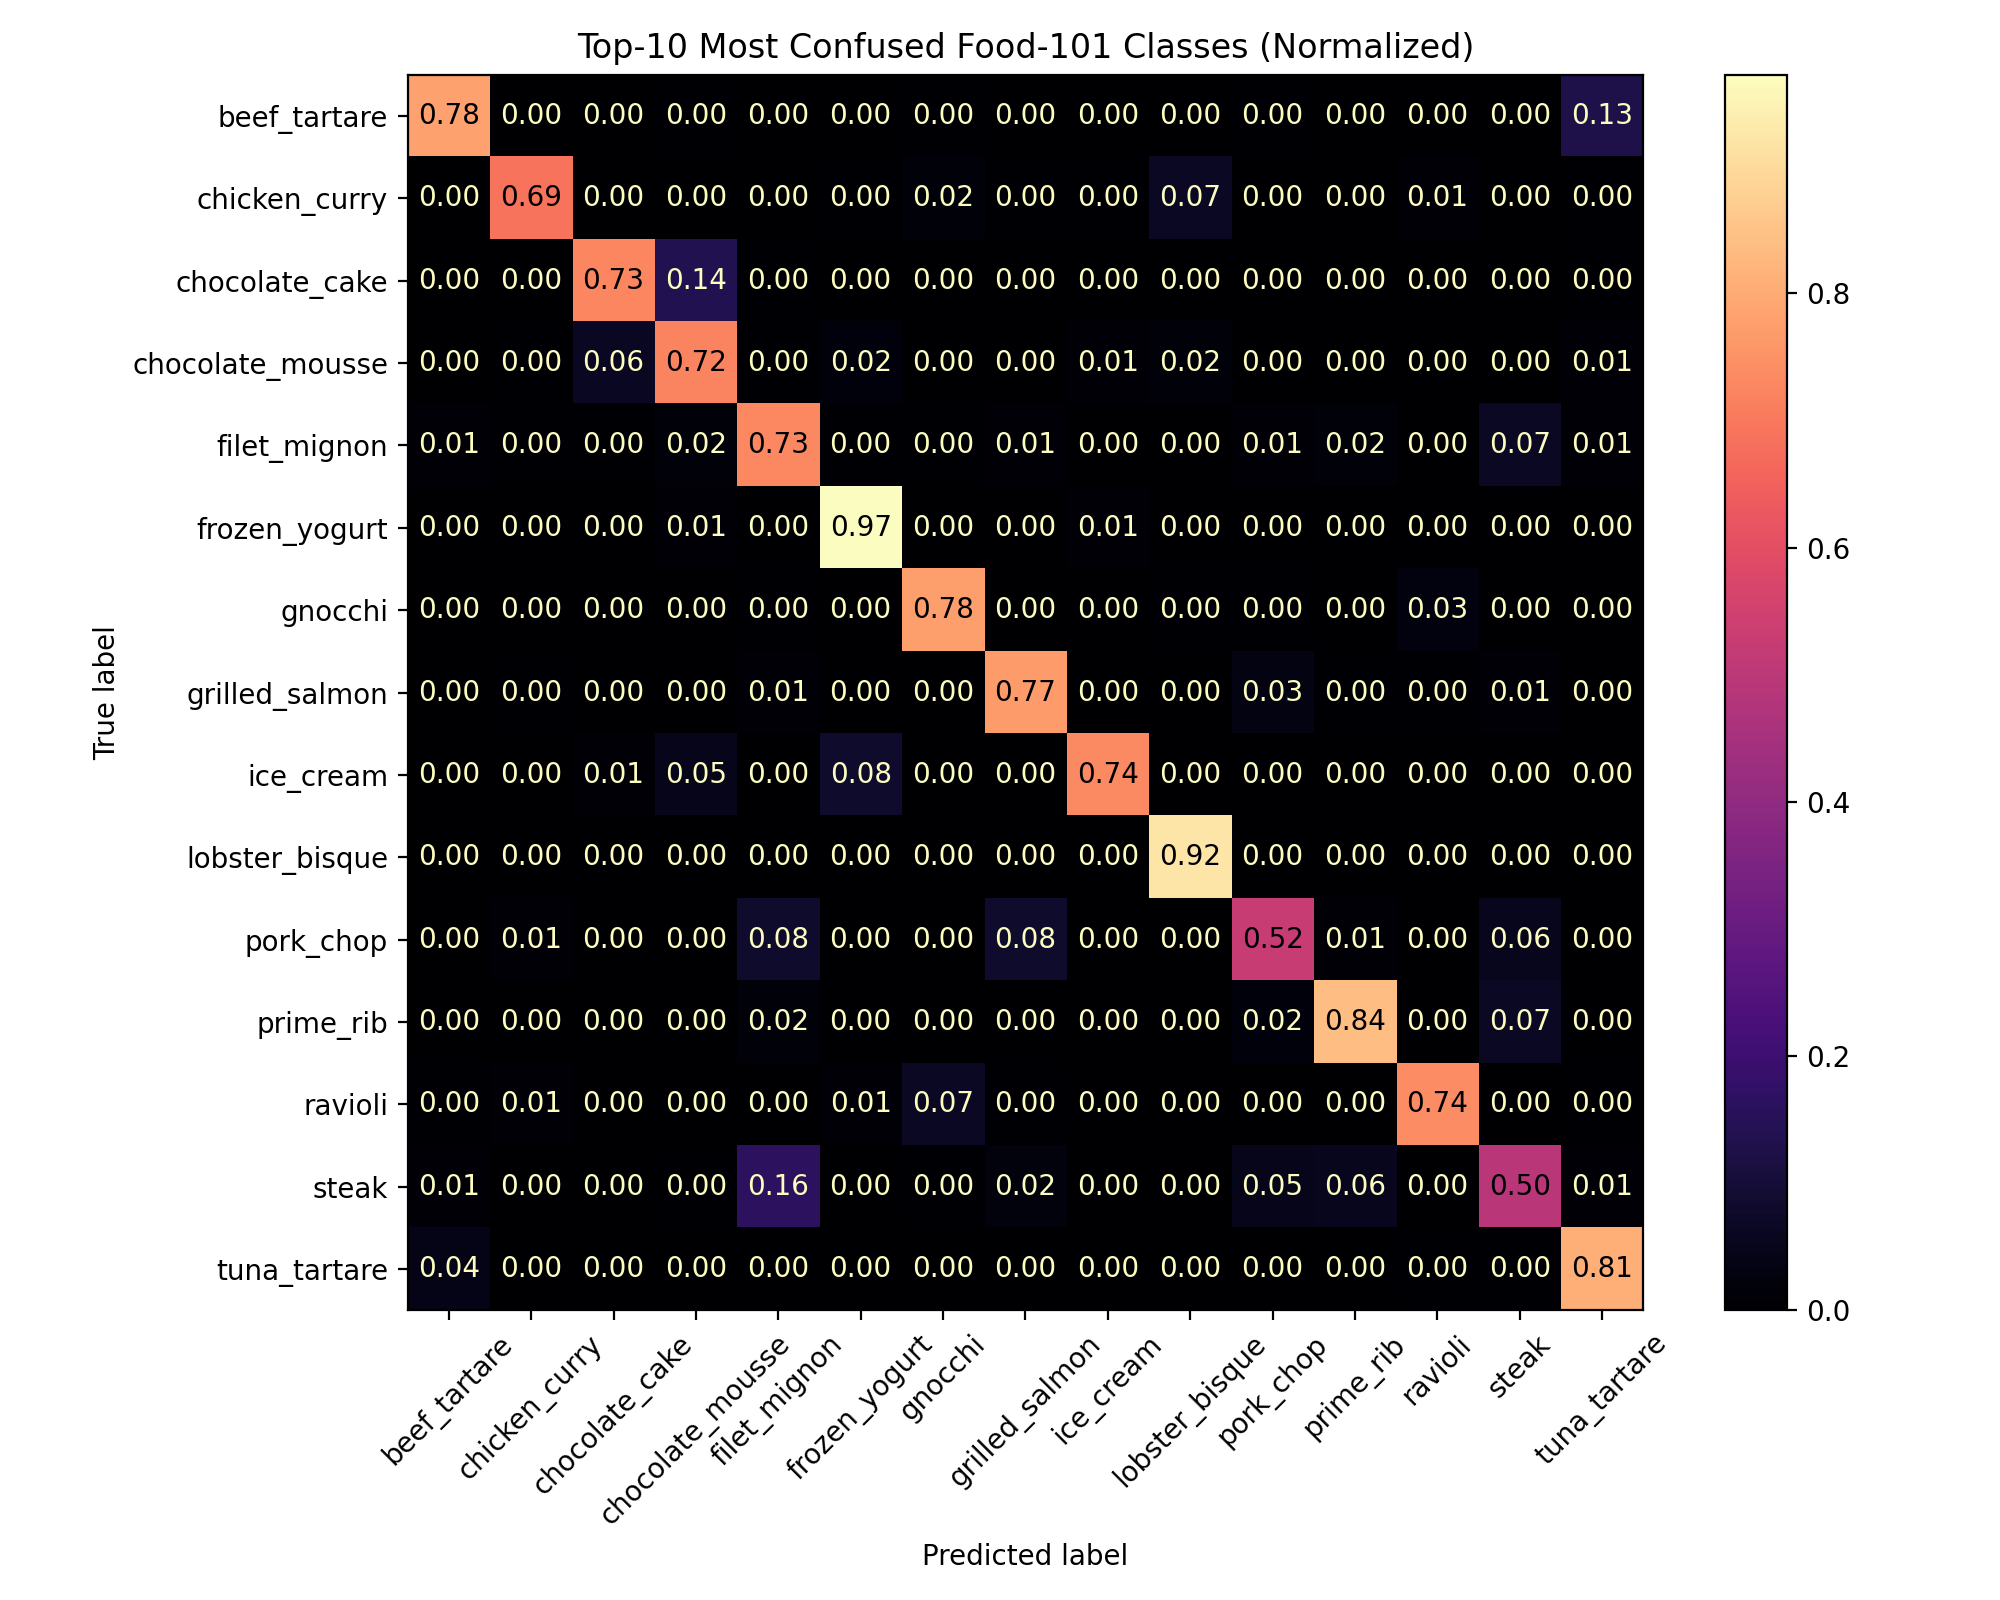 Top-10 Most Confused Food-101 Classes (Normalized)
beef_tartare 0.78 0.00 0.00 0.00 0.00 0.00 0.00 0.00 0.00 0.00 0.00 0.00 0.00 0.00 0.13
chicken_curry 0.00 0.69 0.00 0.00 0.00 0.00 0.02 0.00 0.00 0.07 0.00 0.00 0.01 0.00 0.00
chocolate_cake 0.00 0.00 0.73 0.14 0.00 0.00 0.00 0.00 0.00 0.00 0.00 0.00 0.00 0.00 0.00
chocolate_mousse 0.00 0.00 0.06 0.72 0.00 0.02 0.00 0.00 0.01 0.02 0.00 0.00 0.00 0.00 0.01
filet_mignon 0.01 0.00 0.00 0.02 0.73 0.00 0.00 0.01 0.00 0.00 0.01 0.02 0.00 0.07 0.01
frozen_yogurt 0.00 0.00 0.00 0.01 0.00 0.97 0.00 0.00 0.01 0.00 0.00 0.00 0.00 0.00 0.00
gnocchi 0.00 0.00 0.00 0.00 0.00 0.00 0.78 0.00 0.00 0.00 0.00 0.00 0.03 0.00 0.00
grilled_salmon 0.00 0.00 0.00 0.00 0.01 0.00 0.00 0.77 0.00 0.00 0.03 0.00 0.00 0.01 0.00
ice_cream 0.00 0.00 0.01 0.05 0.00 0.08 0.00 0.00 0.74 0.00 0.00 0.00 0.00 0.00 0.00
lobster_bisque 0.00 0.00 0.00 0.00 0.00 0.00 0.00 0.00 0.00 0.92 0.00 0.00 0.00 0.00 0.00
pork_chop 0.00 0.01 0.00 0.00 0.08 0.00 0.00 0.08 0.00 0.00 0.52 0.01 0.00 0.06 0.00
prime_rib 0.00 0.00 0.00 0.00 0.02 0.00 0.00 0.00 0.00 0.00 0.02 0.84 0.00 0.07 0.00
ravioli 0.00 0.01 0.00 0.00 0.00 0.01 0.07 0.00 0.00 0.00 0.00 0.00 0.74 0.00 0.00
steak 0.01 0.00 0.00 0.00 0.16 0.00 0.00 0.02 0.00 0.00 0.05 0.06 0.00 0.50 0.01
tuna_tartare 0.04 0.00 0.00 0.00 0.00 0.00 0.00 0.00 0.00 0.00 0.00 0.00 0.00 0.00 0.81
True label
beef_tartare
chicken_curry
chocolate_cake
chocolate_mousse
filet_mignon
frozen_yogurt
gnocchi
grilled_salmon
ice_cream
lobster_bisque
pork_chop
prime_rib
ravioli
steak
tuna_tartare
Predicted label
0.8
0.6
0.4
0.2
0.0